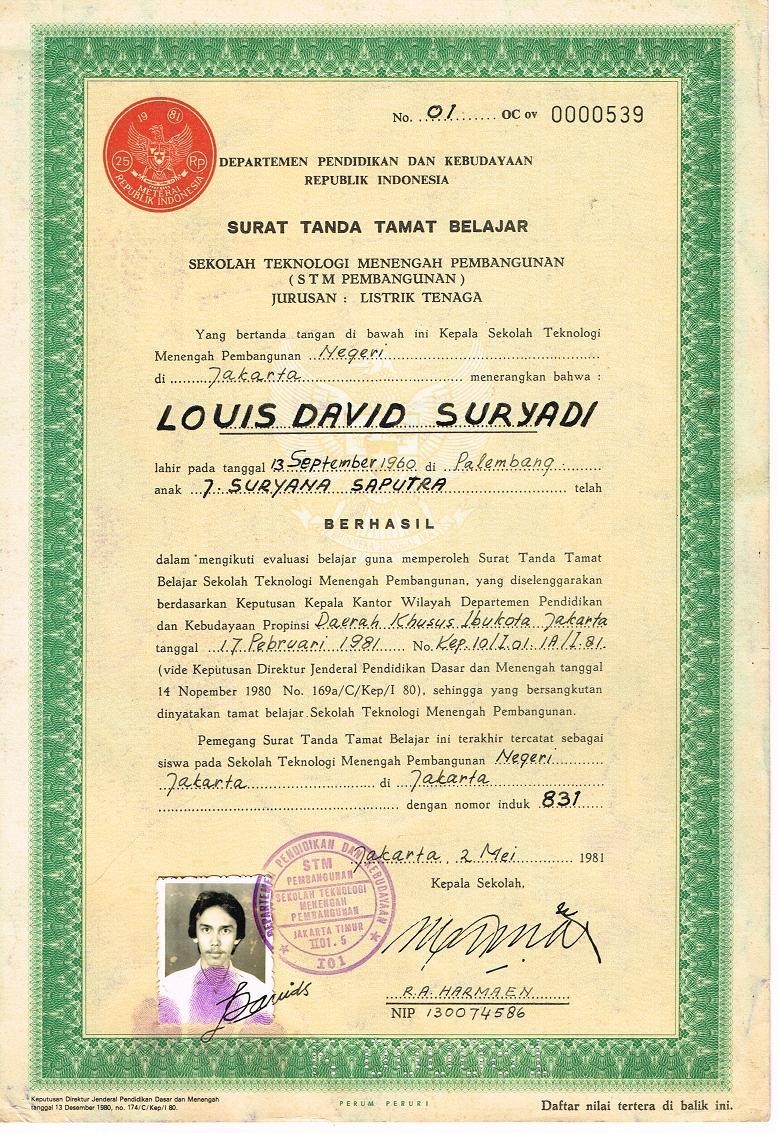 No. 01 OC ov 0000539
19 81
25 Rp
METERAI
REPUBLIK INDONESIA
DEPARTEMEN PENDIDIKAN DAN KEBUDAYAAN
REPUBLIK INDONESIA
SURAT TANDA TAMAT BELAJAR
SEKOLAH TEKNOLOGI MENENGAH PEMBANGUNAN
( S T M PEMBANGUNAN )
JURUSAN : LISTRIK TENAGA
Yang bertanda tangan di bawah ini Kepala Sekolah Teknologi
Menengah Pembangunan Negeri
di Jakarta menerangkan bahwa :
LOUIS DAVID SURYADI
lahir pada tanggal 13 September 1960 di Palembang
anak J. SURYANA SAPUTRA telah
BERHASIL
dalam mengikuti evaluasi belajar guna memperoleh Surat Tanda Tamat
Belajar Sekolah Teknologi Menengah Pembangunan, yang diselenggarakan
berdasarkan Keputusan Kepala Kantor Wilayah Departemen Pendidikan
dan Kebudayaan Propinsi Daerah Khusus Ibukota Jakarta
tanggal 17 Pebruari 1981 No. Kep.10/I.01.1A/I.81.
(vide Keputusan Direktur Jenderal Pendidikan Dasar dan Menengah tanggal
14 Nopember 1980 No. 169a/C/Kep/I 80), sehingga yang bersangkutan
dinyatakan tamat belajar Sekolah Teknologi Menengah Pembangunan.
Pemegang Surat Tanda Tamat Belajar ini terakhir tercatat sebagai
siswa pada Sekolah Teknologi Menengah Pembangunan Negeri
Jakarta di Jakarta
dengan nomor induk 831
Jakarta, 2 Mei 1981
Kepala Sekolah,
DEPARTEMEN PENDIDIKAN DAN KEBUDAYAAN
STM
PEMBANGUNAN
SEKOLAH TEKNOLOGI
MENENGAH
PEMBANGUNAN
JAKARTA TIMUR
II01.5
I01
R.A. HARMAEN
NIP 130074586
Keputusan Direktur Jenderal Pendidikan Dasar dan Menengah
tanggal 13 Desember 1980, no. 174/C/Kep/I 80.
PERUM PERURI
Daftar nilai tertera di balik ini.